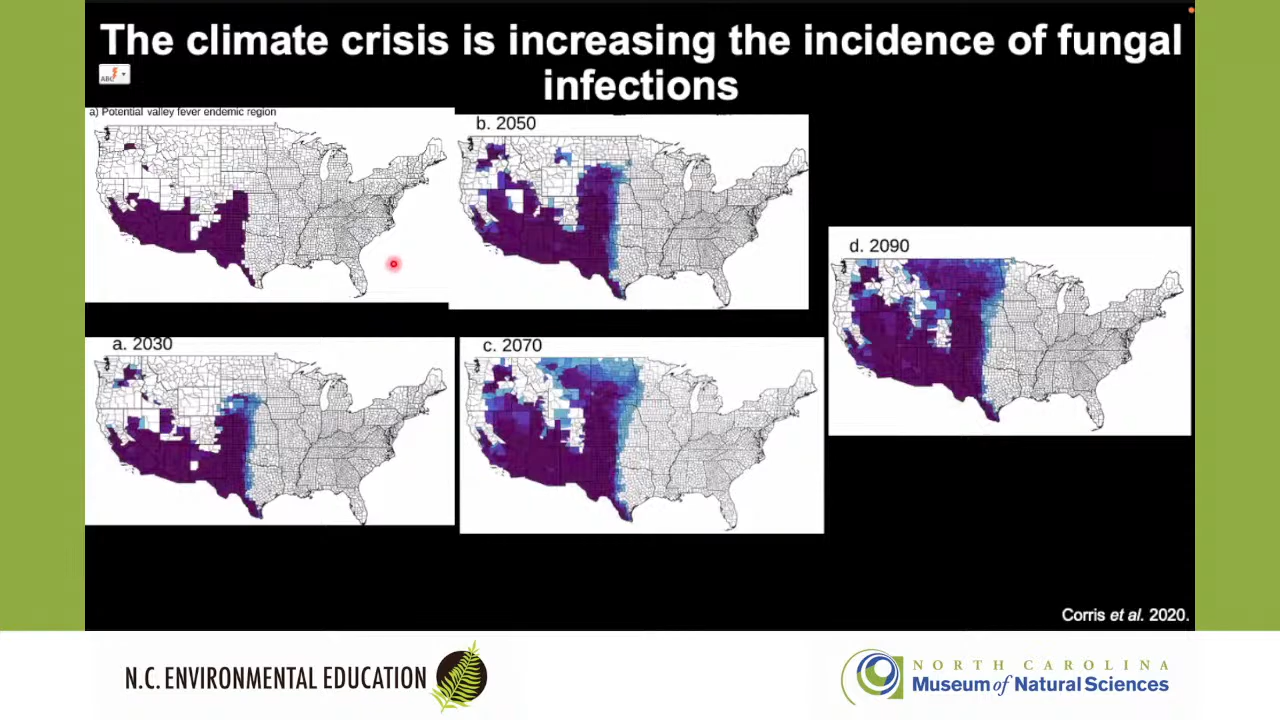 The climate crisis is increasing the incidence of fungal
infections
ABC
a) Potential valley fever endemic region
b. 2050
d. 2090
a. 2030
c. 2070
Corris et al. 2020.
N.C. ENVIRONMENTAL EDUCATION
NORTH CAROLINA
Museum of Natural Sciences